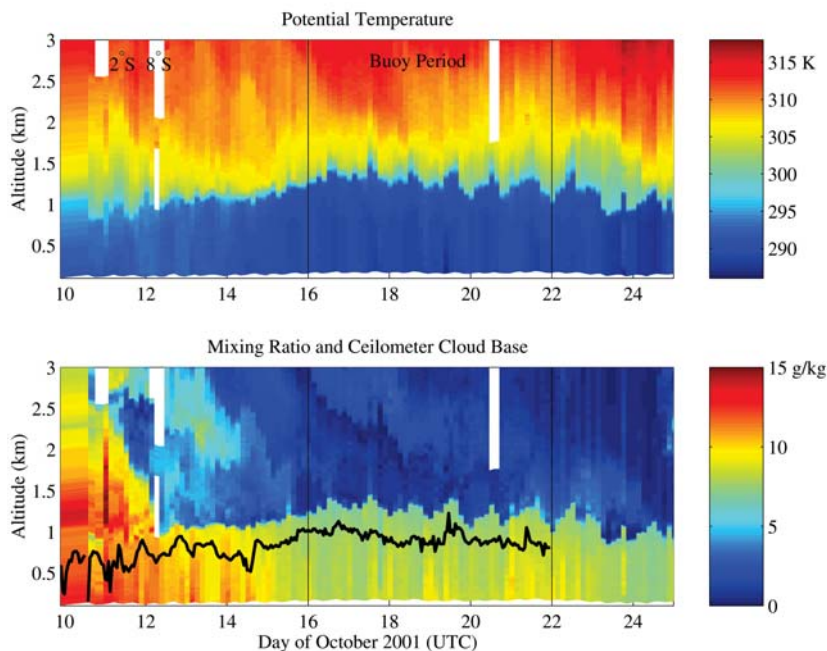 Potential Temperature
3
2.5
2
1.5
1
0.5
Altitude (km)
2°S 8°S
Buoy Period
10 12 14 16 18 20 22 24
315 K
310
305
300
295
290
Mixing Ratio and Ceilometer Cloud Base
3
2.5
2
1.5
1
0.5
Altitude (km)
10 12 14 16 18 20 22 24
Day of October 2001 (UTC)
15 g/kg
10
5
0